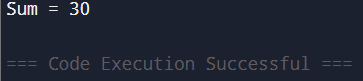 Sum = 30
=== Code Execution Successful ===